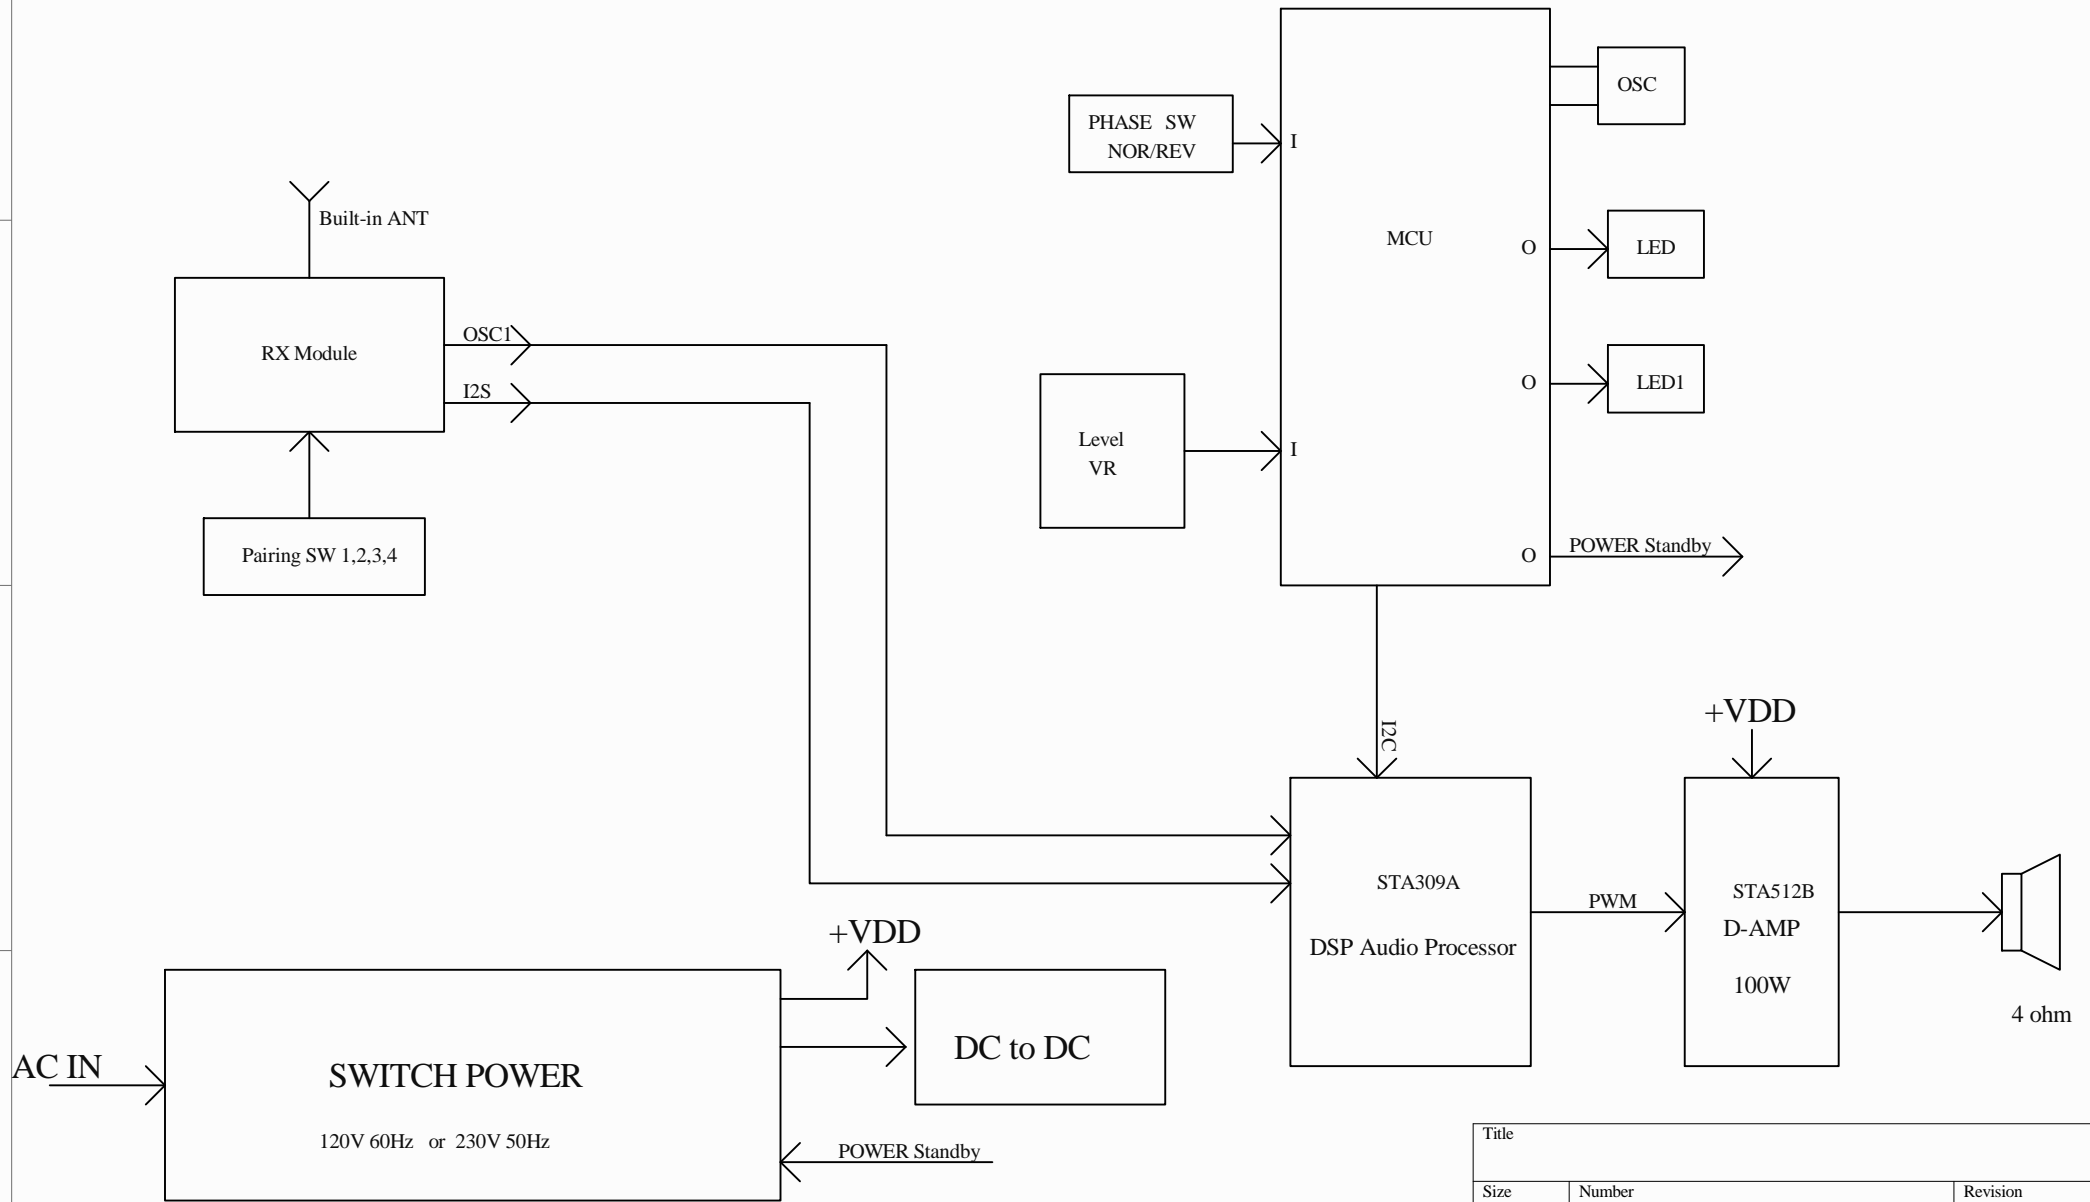 OSC
PHASE SW
NOR/REV
I
Built-in ANT
MCU
O
LED
RX Module
OSC1
I2S
O
LED1
Level
VR
I
Pairing SW 1,2,3,4
O
POWER Standby
I2C
+VDD
STA309A
DSP Audio Processor
PWM
STA512B
D-AMP
100W
4 ohm
+VDD
AC IN
SWITCH POWER
120V 60Hz or 230V 50Hz
DC to DC
POWER Standby
Title
Size
Number
Revision